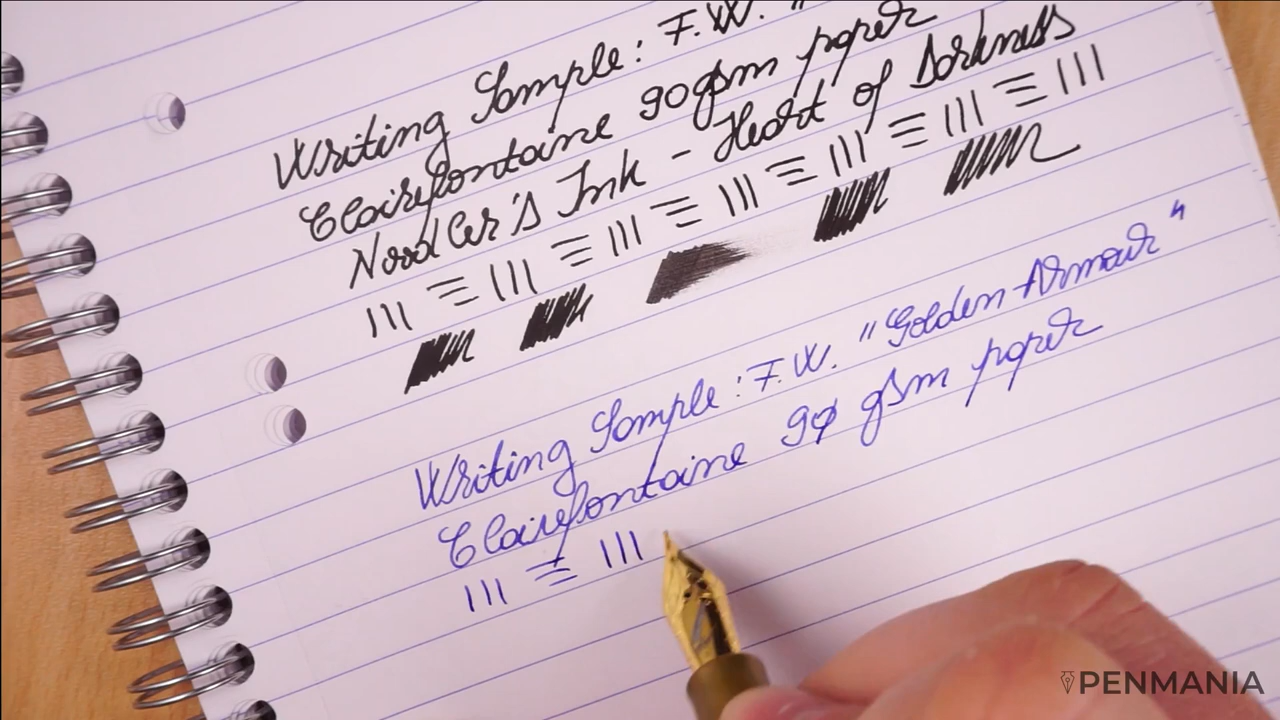 Writing Sample: F.W. "
Clairefontaine 90gsm paper
Noodler's Ink - Heart of Darkness
Writing Sample: F.W. "Golden Armour"
Clairefontaine 90 gsm paper
PENMANIA